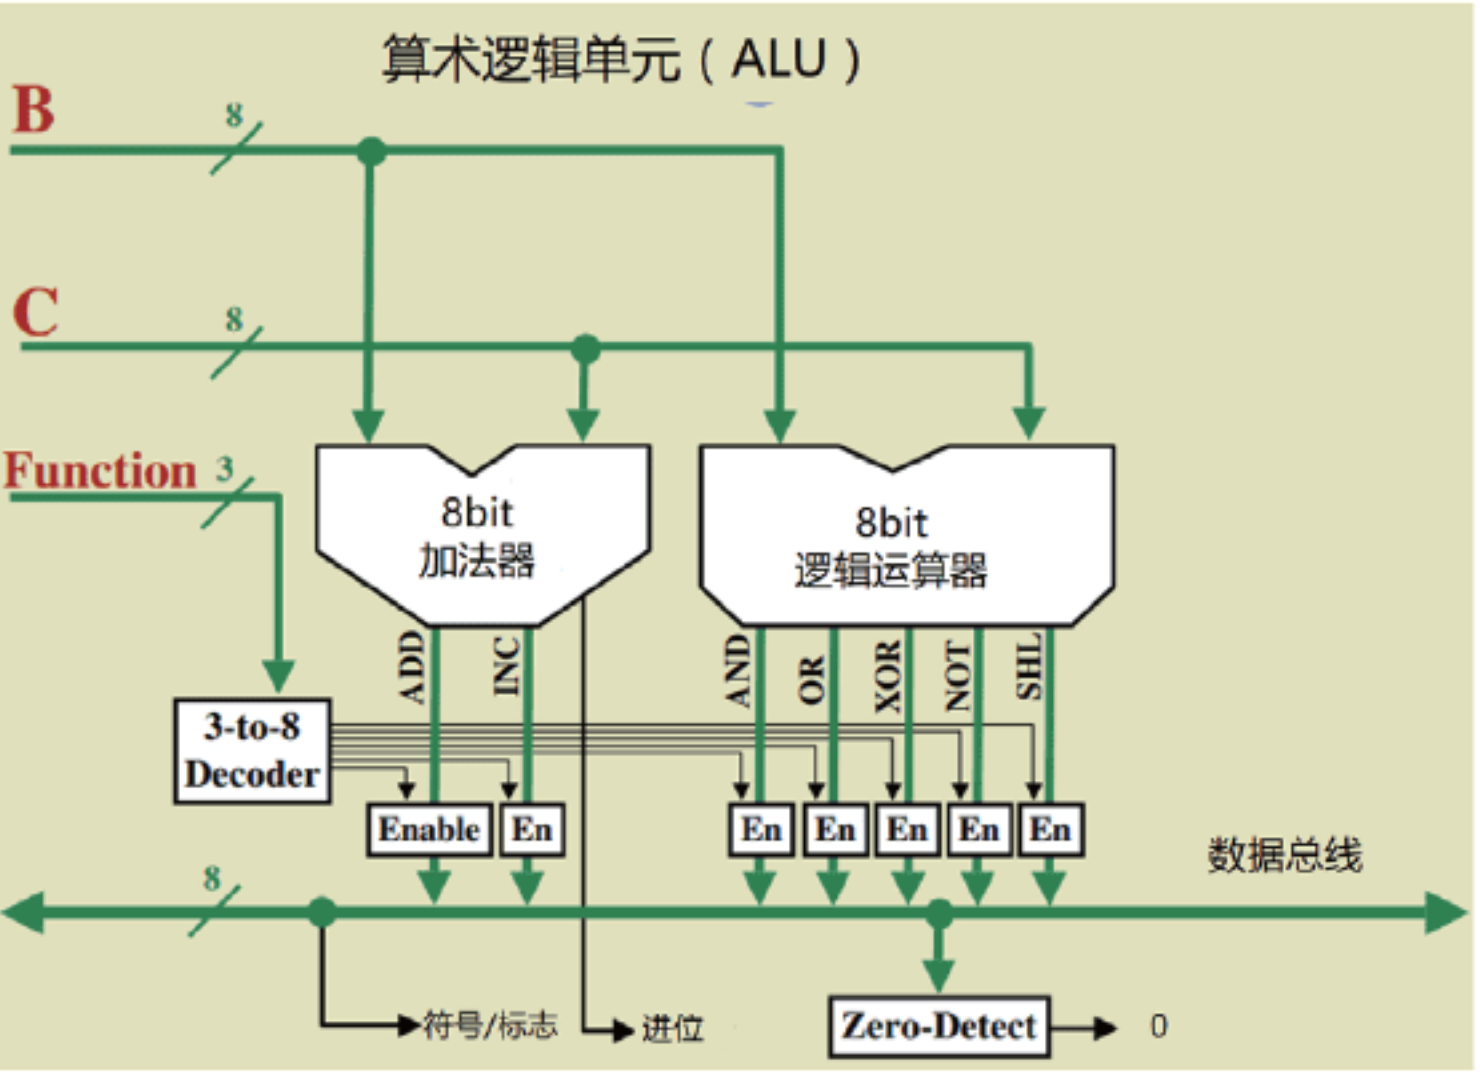 算术逻辑单元（ALU）
B
8
C
8
Function 3
8bit
加法器
8bit
逻辑运算器
ADD
INC
AND
OR
XOR
NOT
SHL
3-to-8
Decoder
Enable
En
En
En
En
En
En
数据总线
8
符号/标志
进位
Zero-Detect
0